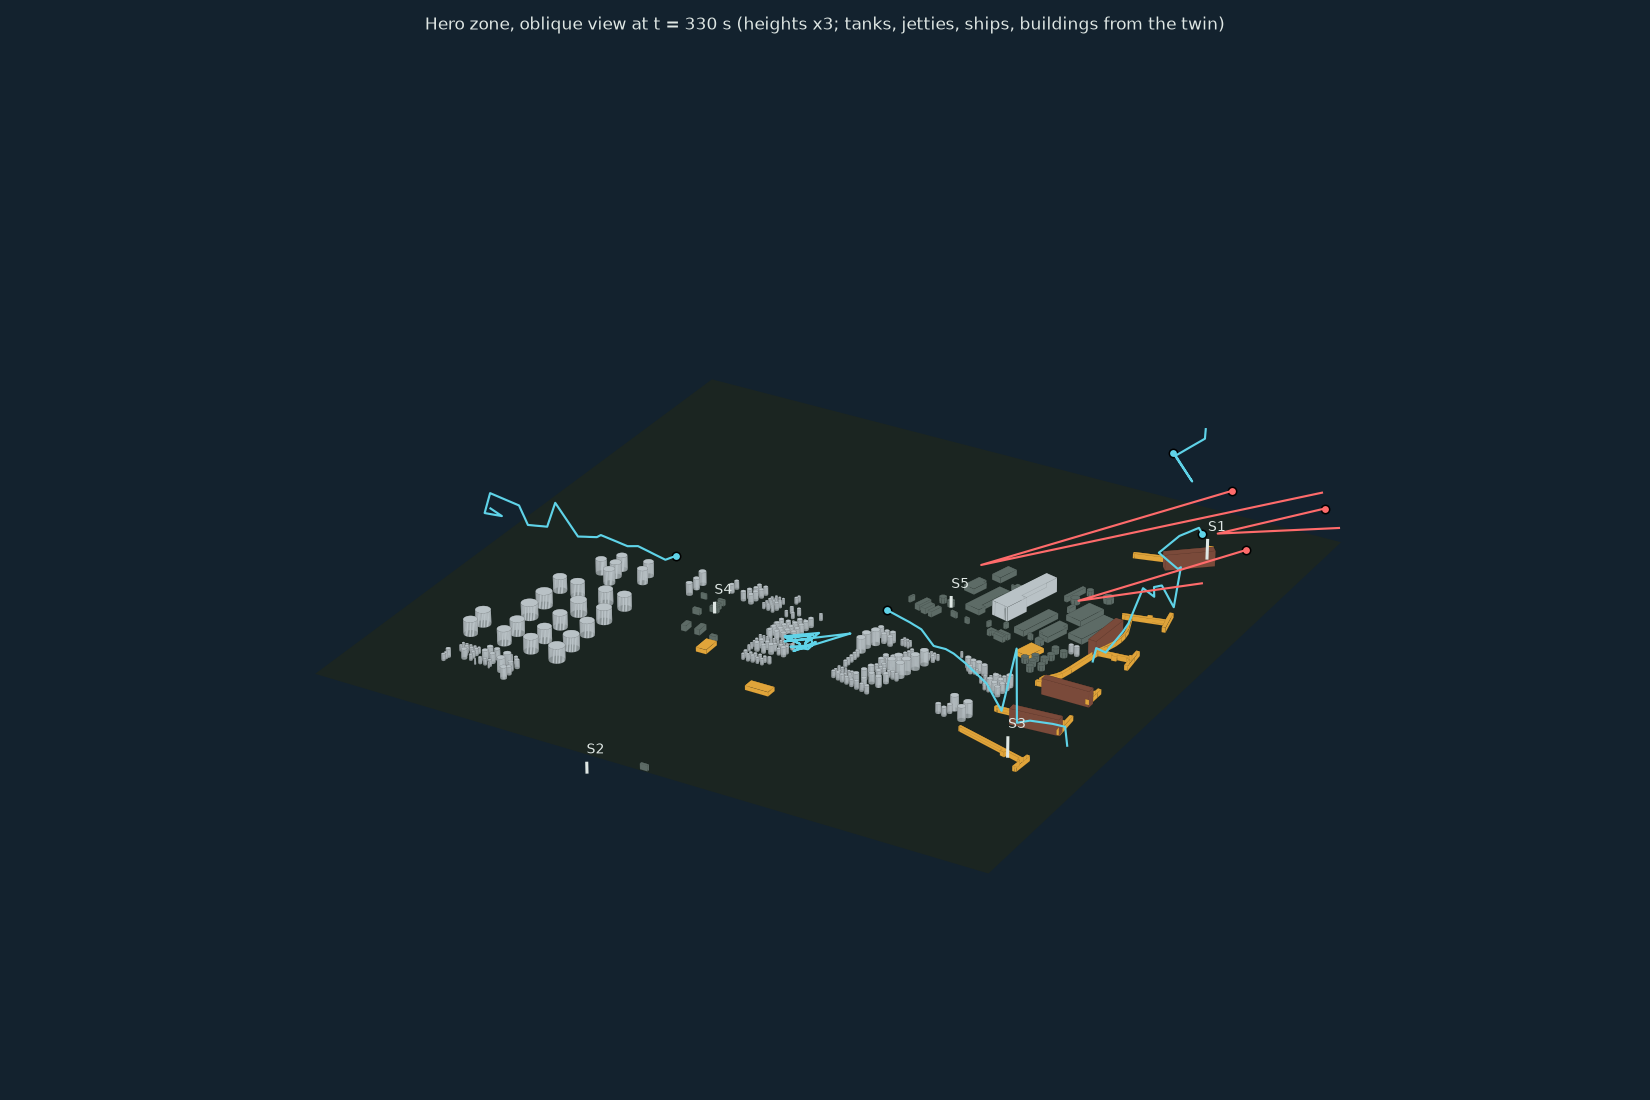 Hero zone, oblique view at t = 330 s (heights x3; tanks, jetties, ships, buildings from the twin)
S1
S5
S4
S3
S2